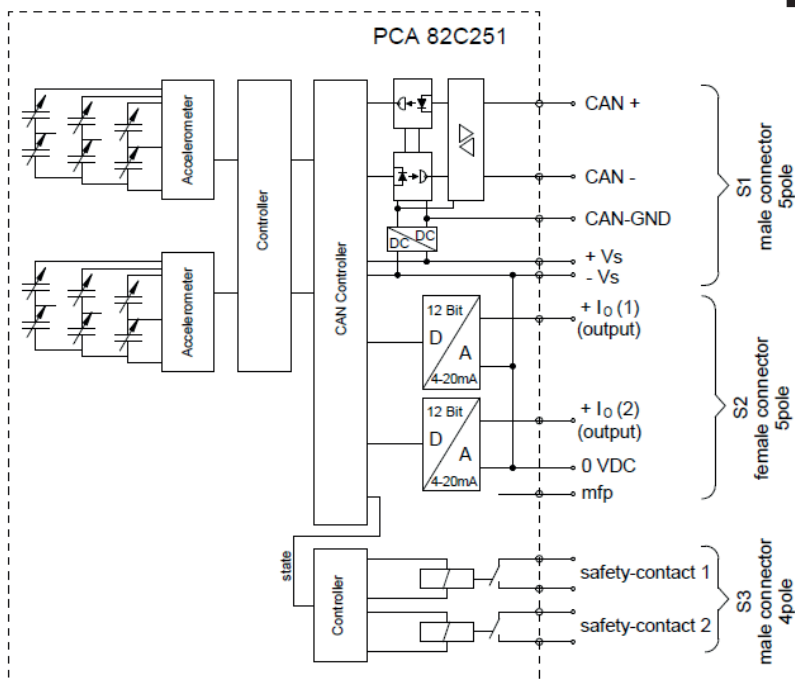 PCA 82C251
Accelerometer
Accelerometer
Controller
CAN Controller
DC
DC
CAN +
CAN -
CAN-GND
+ Vs
- Vs
S1
male connector
5pole
12 Bit
D
A
4-20mA
+ I₀ (1)
(output)
12 Bit
D
A
4-20mA
+ I₀ (2)
(output)
0 VDC
mfp
S2
female connector
5pole
state
Controller
safety-contact 1
safety-contact 2
S3
male connector
4pole